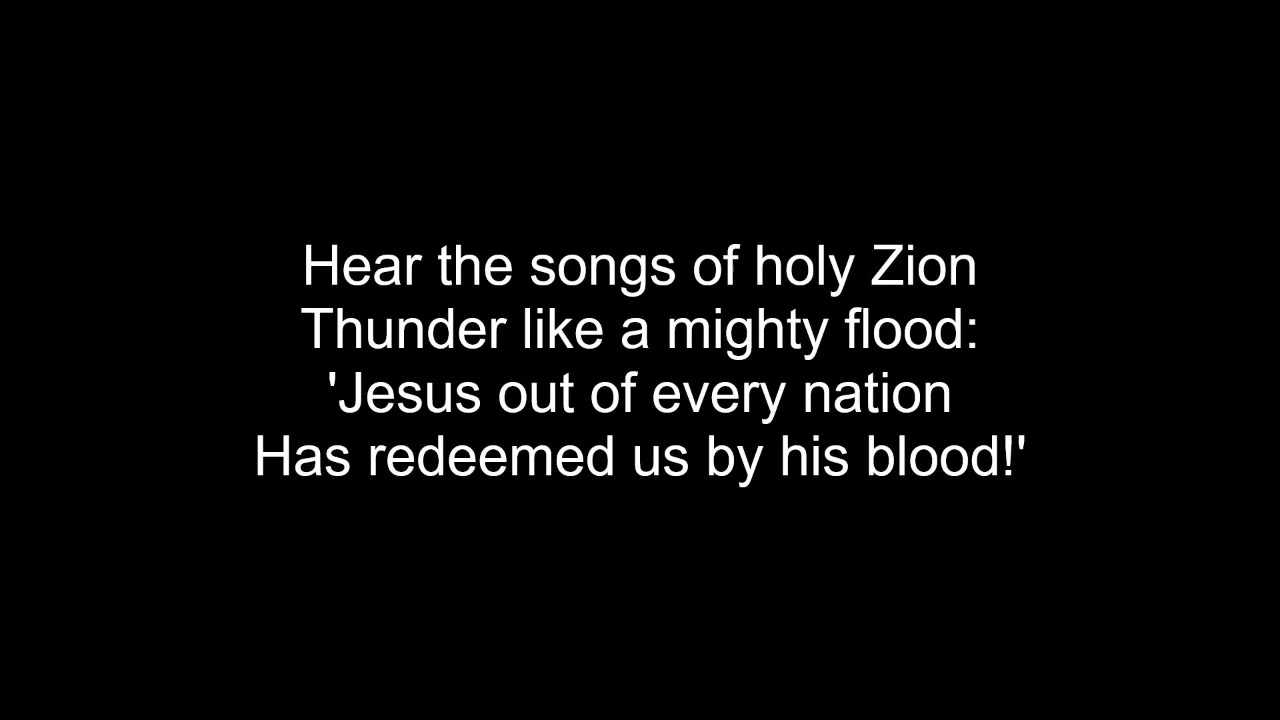 Hear the songs of holy Zion
Thunder like a mighty flood:
'Jesus out of every nation
Has redeemed us by his blood!'